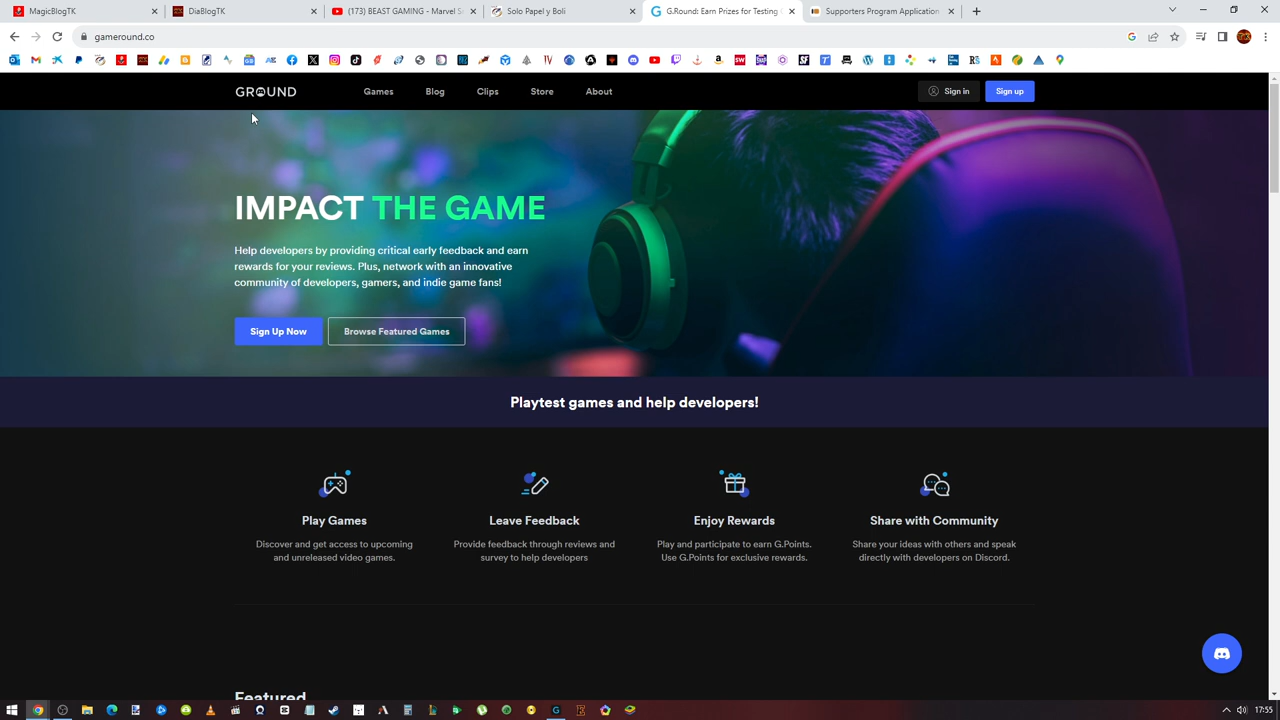 MagicBlogTK
DiaBlogTK
(173) BEAST GAMING - Marvel S
Solo Papel y Boli
G.Round: Earn Prizes for Testing
Supporters Program Application
gameround.co
GROUND
Games
Blog
Clips
Store
About
Sign in
Sign up
IMPACT THE GAME
Help developers by providing critical early feedback and earn
rewards for your reviews. Plus, network with an innovative
community of developers, gamers, and indie game fans!
Sign Up Now
Browse Featured Games
Playtest games and help developers!
Play Games
Discover and get access to upcoming
and unreleased video games.
Leave Feedback
Provide feedback through reviews and
survey to help developers
Enjoy Rewards
Play and participate to earn G.Points.
Use G.Points for exclusive rewards.
Share with Community
Share your ideas with others and speak
directly with developers on Discord.
Featured
17:55